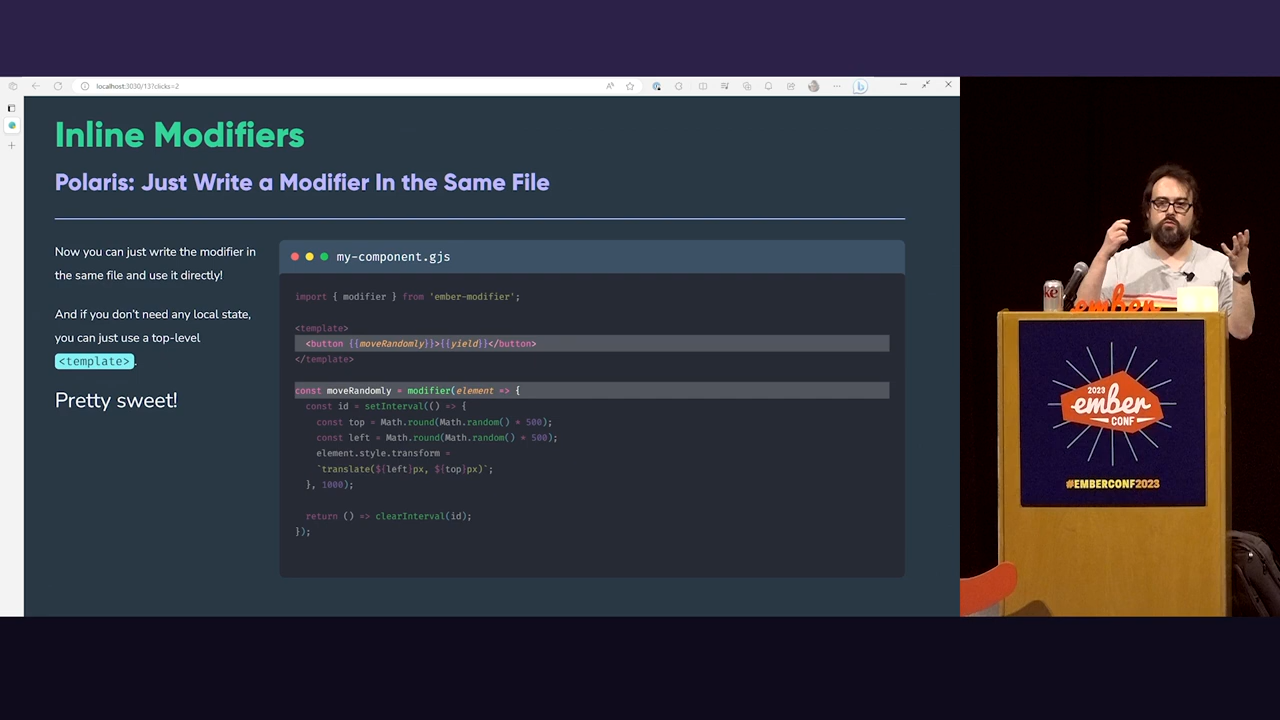 localhost:3030/13?clicks=2
Inline Modifiers
Polaris: Just Write a Modifier In the Same File
Now you can just write the modifier in
the same file and use it directly!
And if you don't need any local state,
you can just use a top-level
<template>.
Pretty sweet!
my-component.gjs
import { modifier } from 'ember-modifier';
<template>
<button {{moveRandomly}}>{{yield}}</button>
</template>
const moveRandomly = modifier(element => {
const id = setInterval(() => {
const top = Math.round(Math.random() * 500);
const left = Math.round(Math.random() * 500);
element.style.transform =
`translate(${left}px, ${top}px)`;
}, 1000);
return () => clearInterval(id);
});
ke
ember
2023
ember
CONF
#EMBERCONF2023